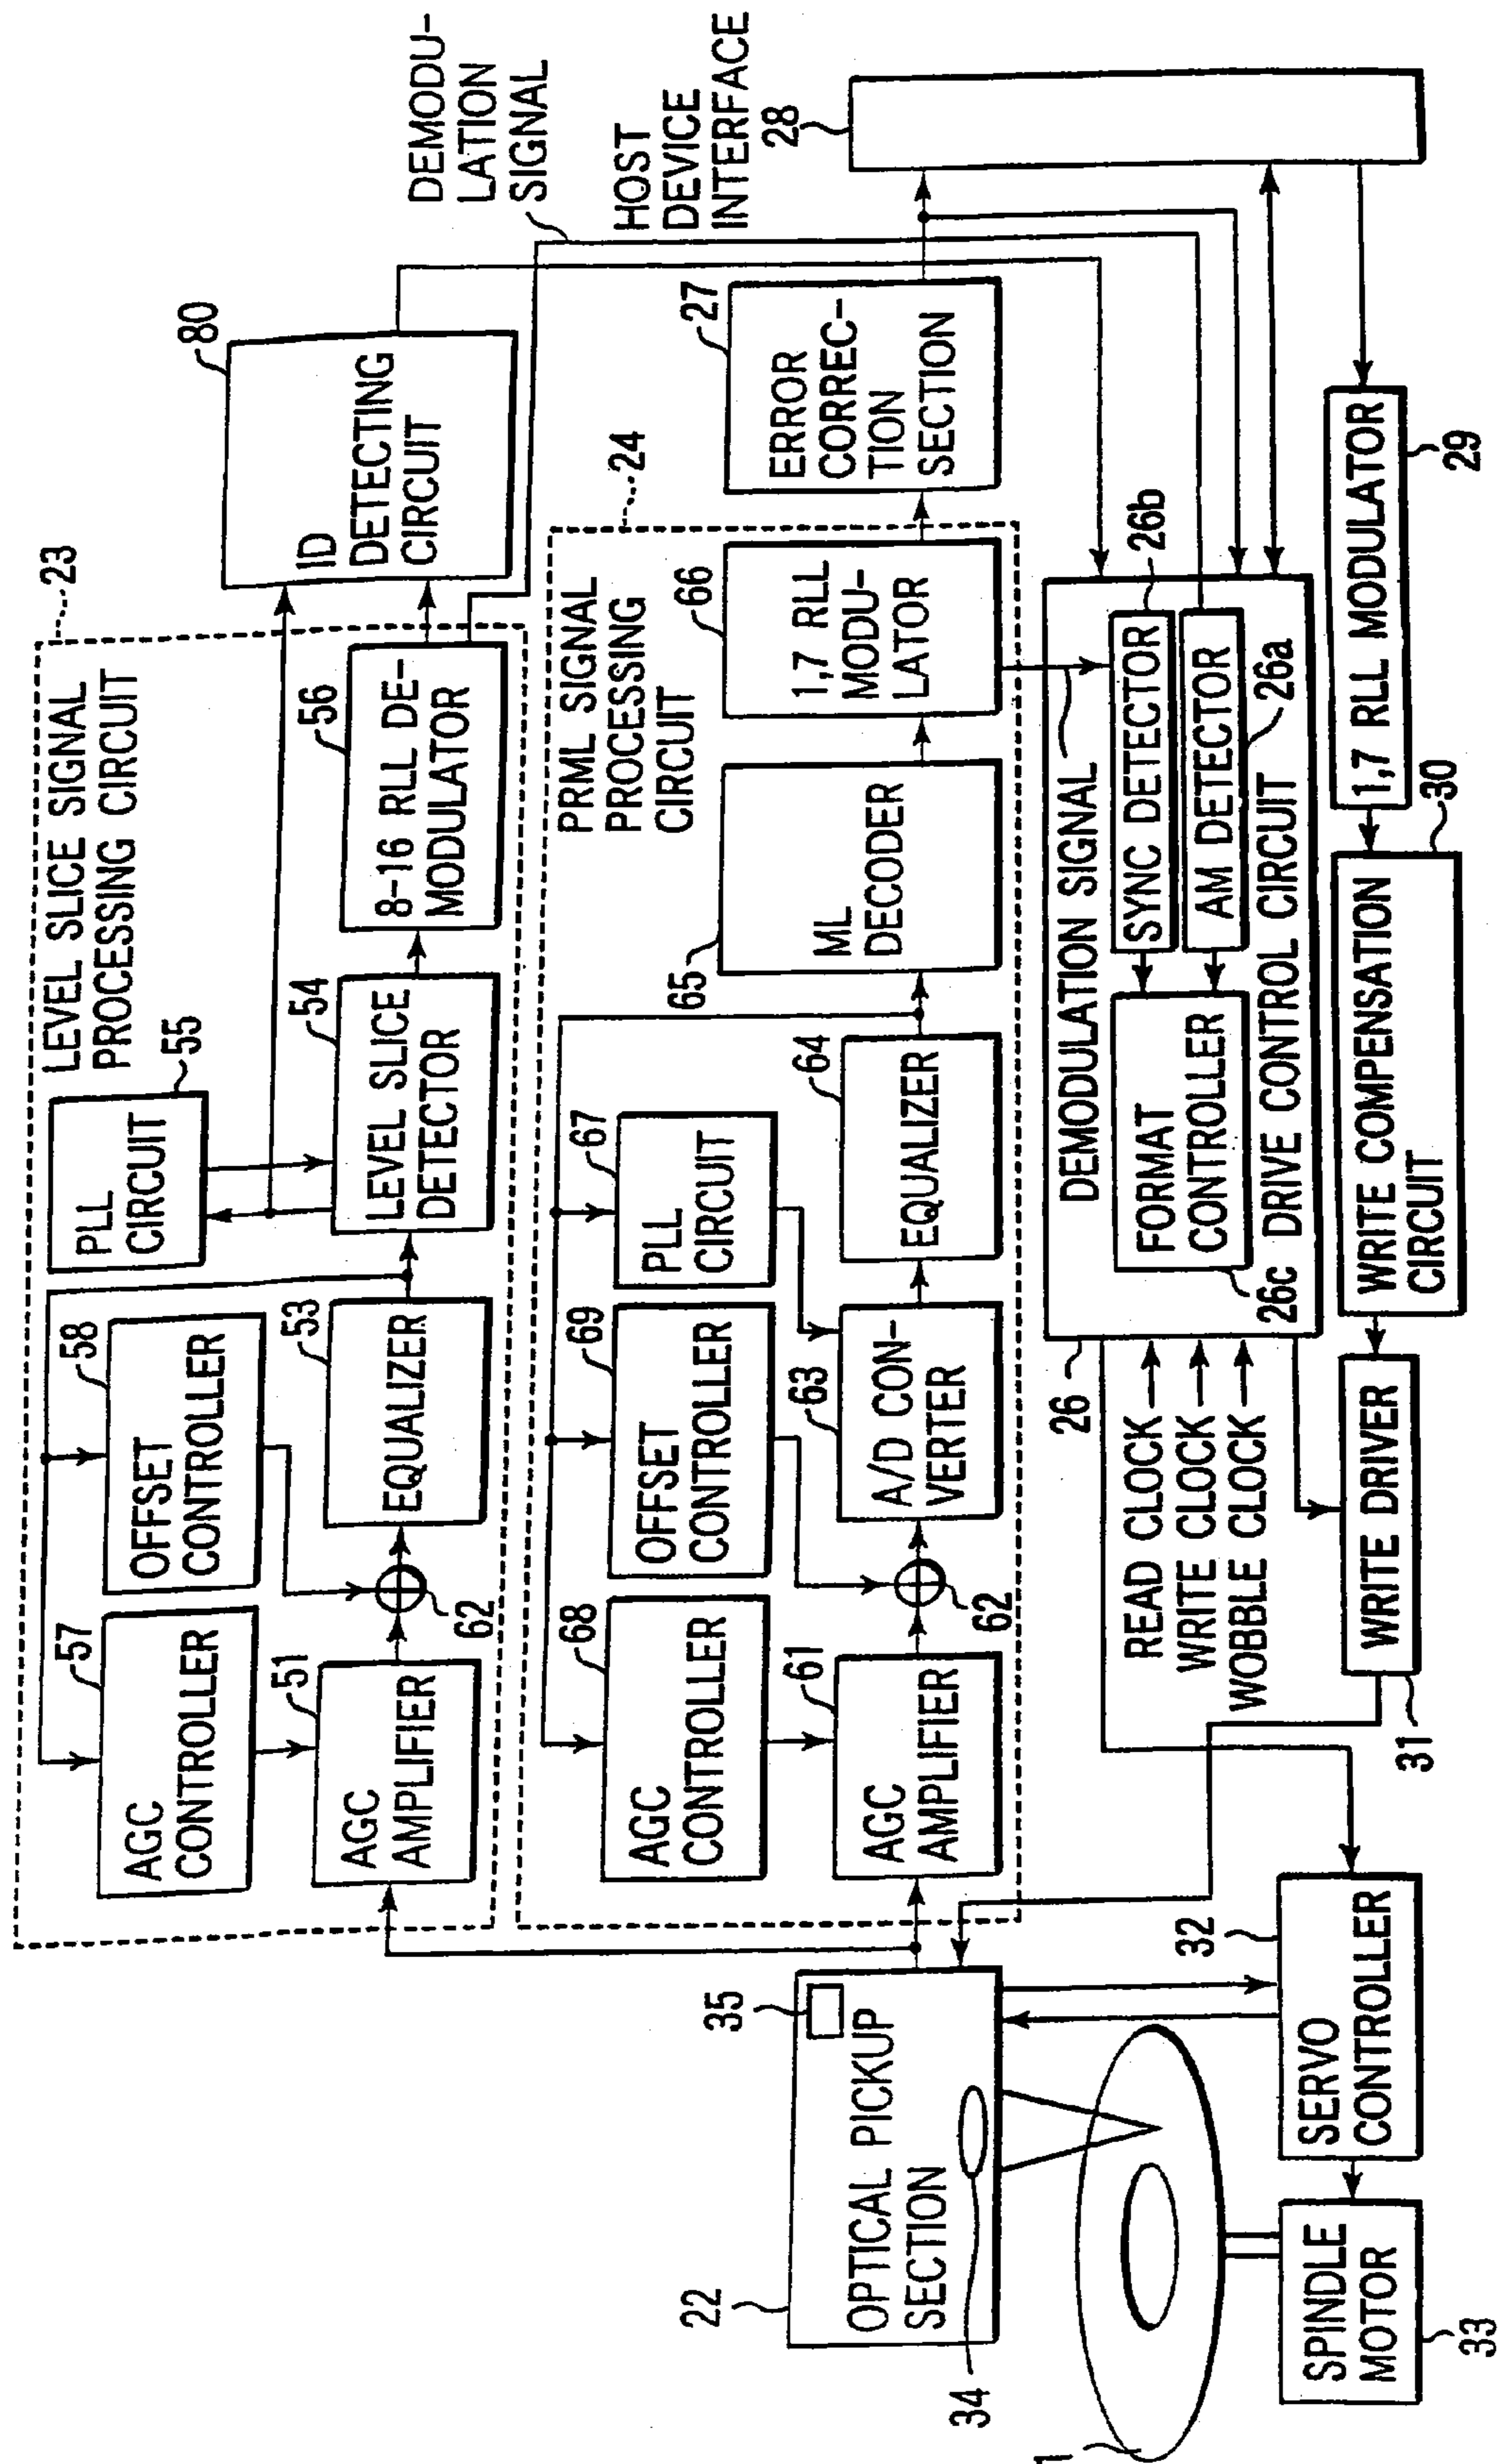 LEVEL SLICE SIGNAL
PROCESSING CIRCUIT
23
57
AGC
CONTROLLER
58
OFFSET
CONTROLLER
PLL
CIRCUIT
55
51
AGC
AMPLIFIER
62
53
EQUALIZER
54
LEVEL SLICE
DETECTOR
56
8-16 RLL DE-
MODULATOR
80
ID
DETECTING
CIRCUIT
DEMODU-
LATION
SIGNAL
PRML SIGNAL
PROCESSING
CIRCUIT
24
68
AGC
CONTROLLER
69
OFFSET
CONTROLLER
67
PLL
CIRCUIT
61
AGC
AMPLIFIER
62
63
A/D CON-
VERTER
64
EQUALIZER
65
ML
DECODER
66
1,7 RLL
MODU-
LATOR
27
ERROR
CORREC-
TION
SECTION
HOST
DEVICE
INTERFACE
28
22
35
OPTICAL PICKUP
SECTION
34
1
DEMODULATION SIGNAL
26
READ CLOCK
WRITE CLOCK
WOBBLE CLOCK
FORMAT
CONTROLLER
SYNC DETECTOR
26b
AM DETECTOR
26c
DRIVE CONTROL CIRCUIT
26a
SPINDLE
MOTOR
33
SERVO
CONTROLLER
32
WRITE DRIVER
31
WRITE COMPENSATION
CIRCUIT
30
1,7 RLL MODULATOR
29